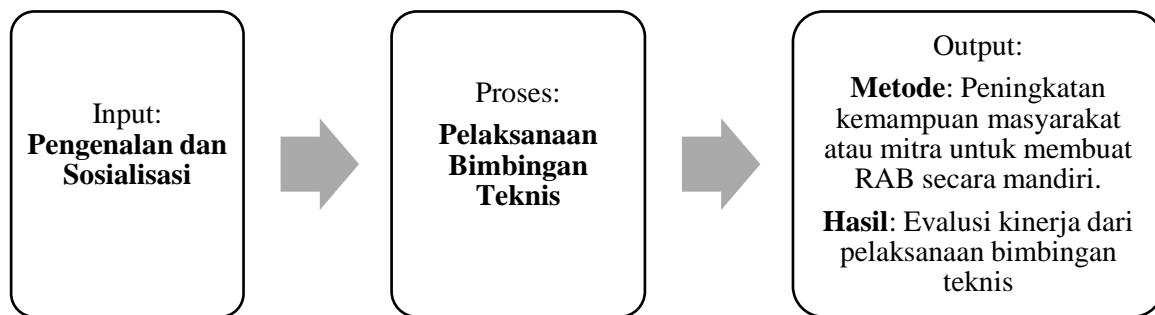 Input:
Pengenalan dan
Sosialisasi
Proses:
Pelaksanaan
Bimbingan
Teknis
Output:
Metode: Peningkatan
kemampuan masyarakat
atau mitra untuk membuat
RAB secara mandiri.
Hasil: Evalusi kinerja dari
pelaksanaan bimbingan
teknis